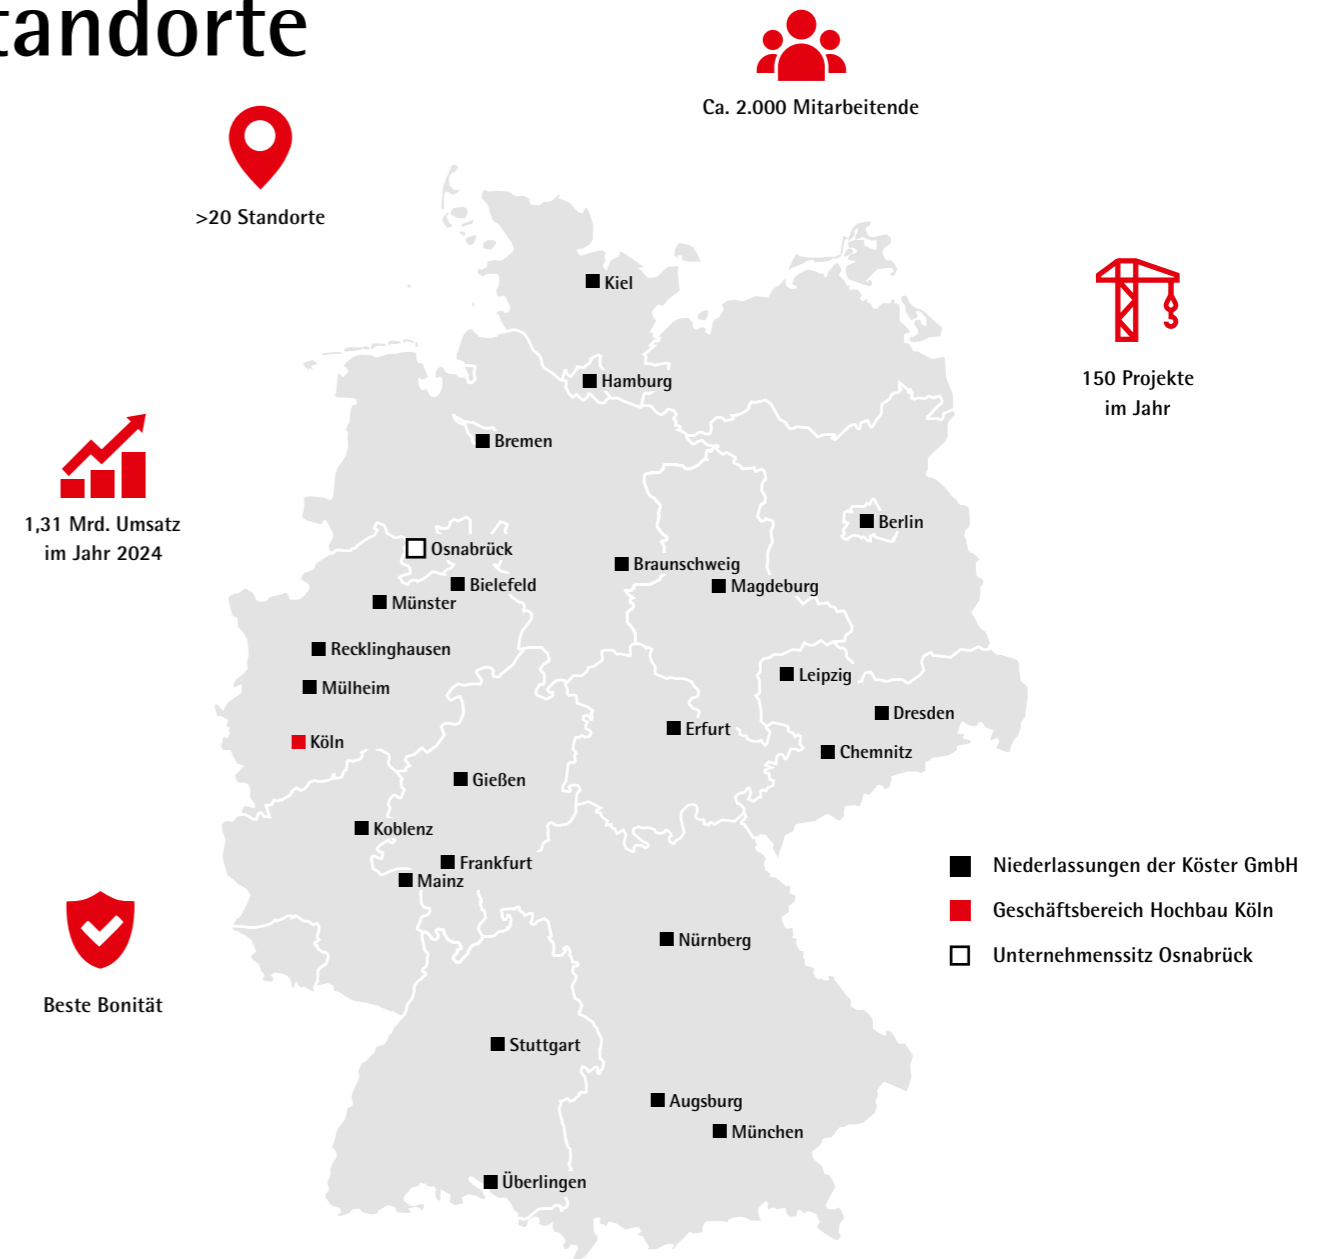 tandorte
Ca. 2.000 Mitarbeitende
>20 Standorte
150 Projekte
im Jahr
1,31 Mrd. Umsatz
im Jahr 2024
Beste Bonität
Kiel
Hamburg
Bremen
Berlin
Osnabrück
Braunschweig
Bielefeld
Magdeburg
Münster
Recklinghausen
Leipzig
Mülheim
Dresden
Erfurt
Köln
Chemnitz
Gießen
Koblenz
Frankfurt
Mainz
Nürnberg
Stuttgart
Augsburg
München
Überlingen
Niederlassungen der Köster GmbH
Geschäftsbereich Hochbau Köln
Unternehmenssitz Osnabrück